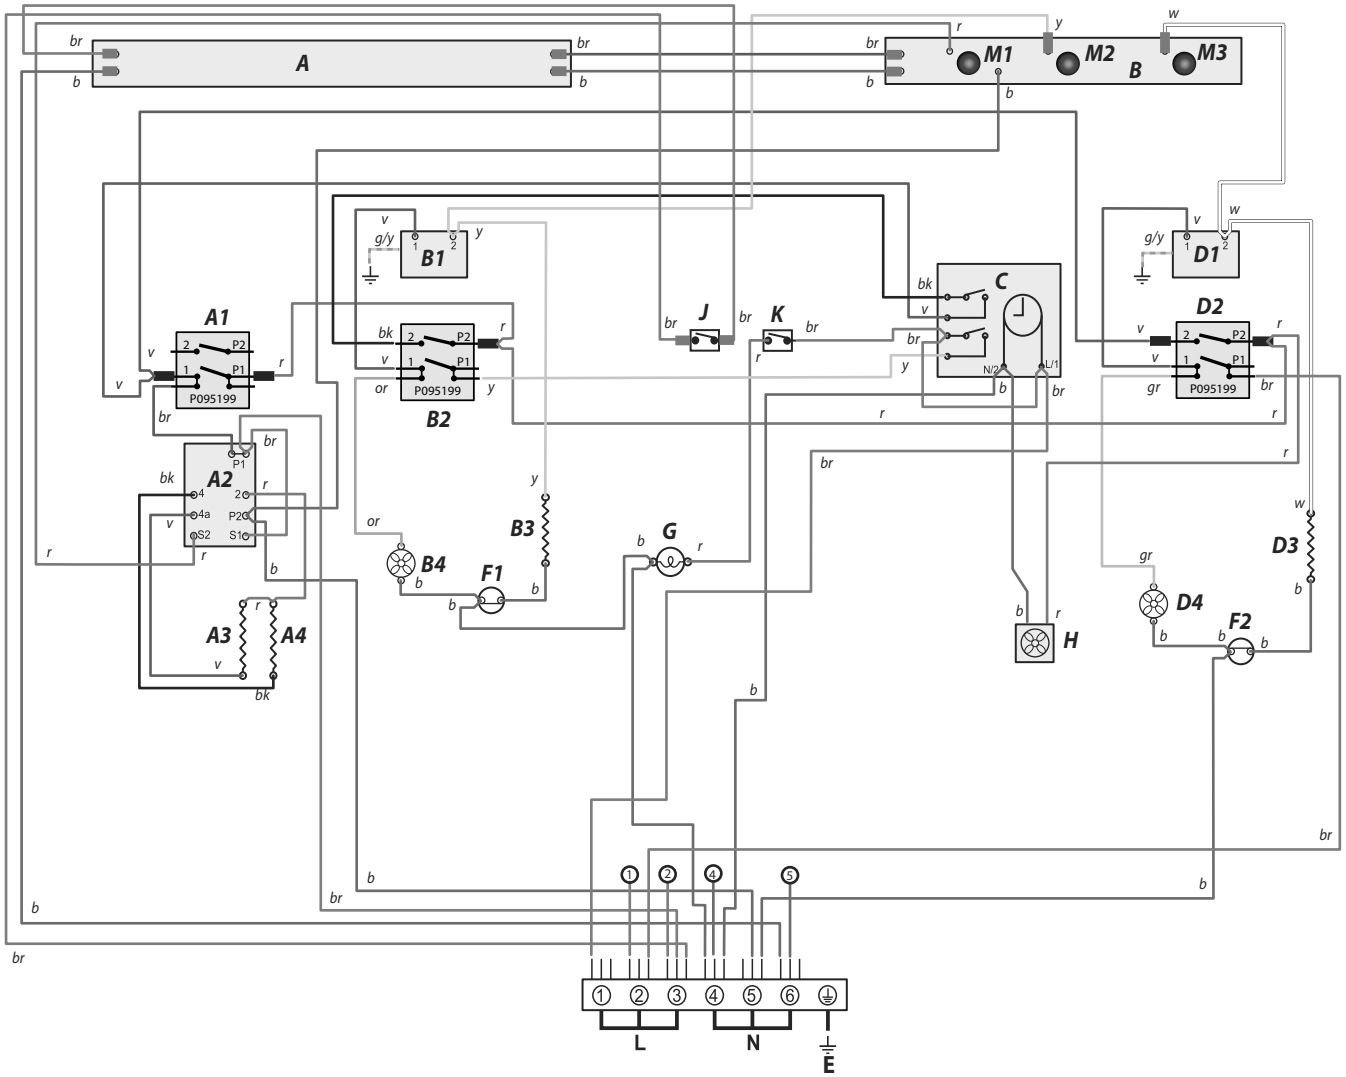 r y w
br A br br M1 M2 B M3
b b b b
v y w
v g/y 1 2 B1 y
v g/y 1 2 D1
A1 J K bk C D2
br br br v
v 2 P2 r bk 2 P2 r r br v 2 P2 r
v 1 P1 v 1 P1 y N/2 L/1 v 1 P1
P095199 or P095199 y b br gr P095199 br
br B2 r r
P1 br
bk A2 br r
4 2 r y
v 4a P2 w
S2 S1 or B3 G D3
r r b r
b B4 F1 gr
b b b b
r b r D4 F2
A3 A4 H b b b
v
bk b
br
1 2 4 5
b b
br
b
br
1 2 3 4 5 6
L N
E